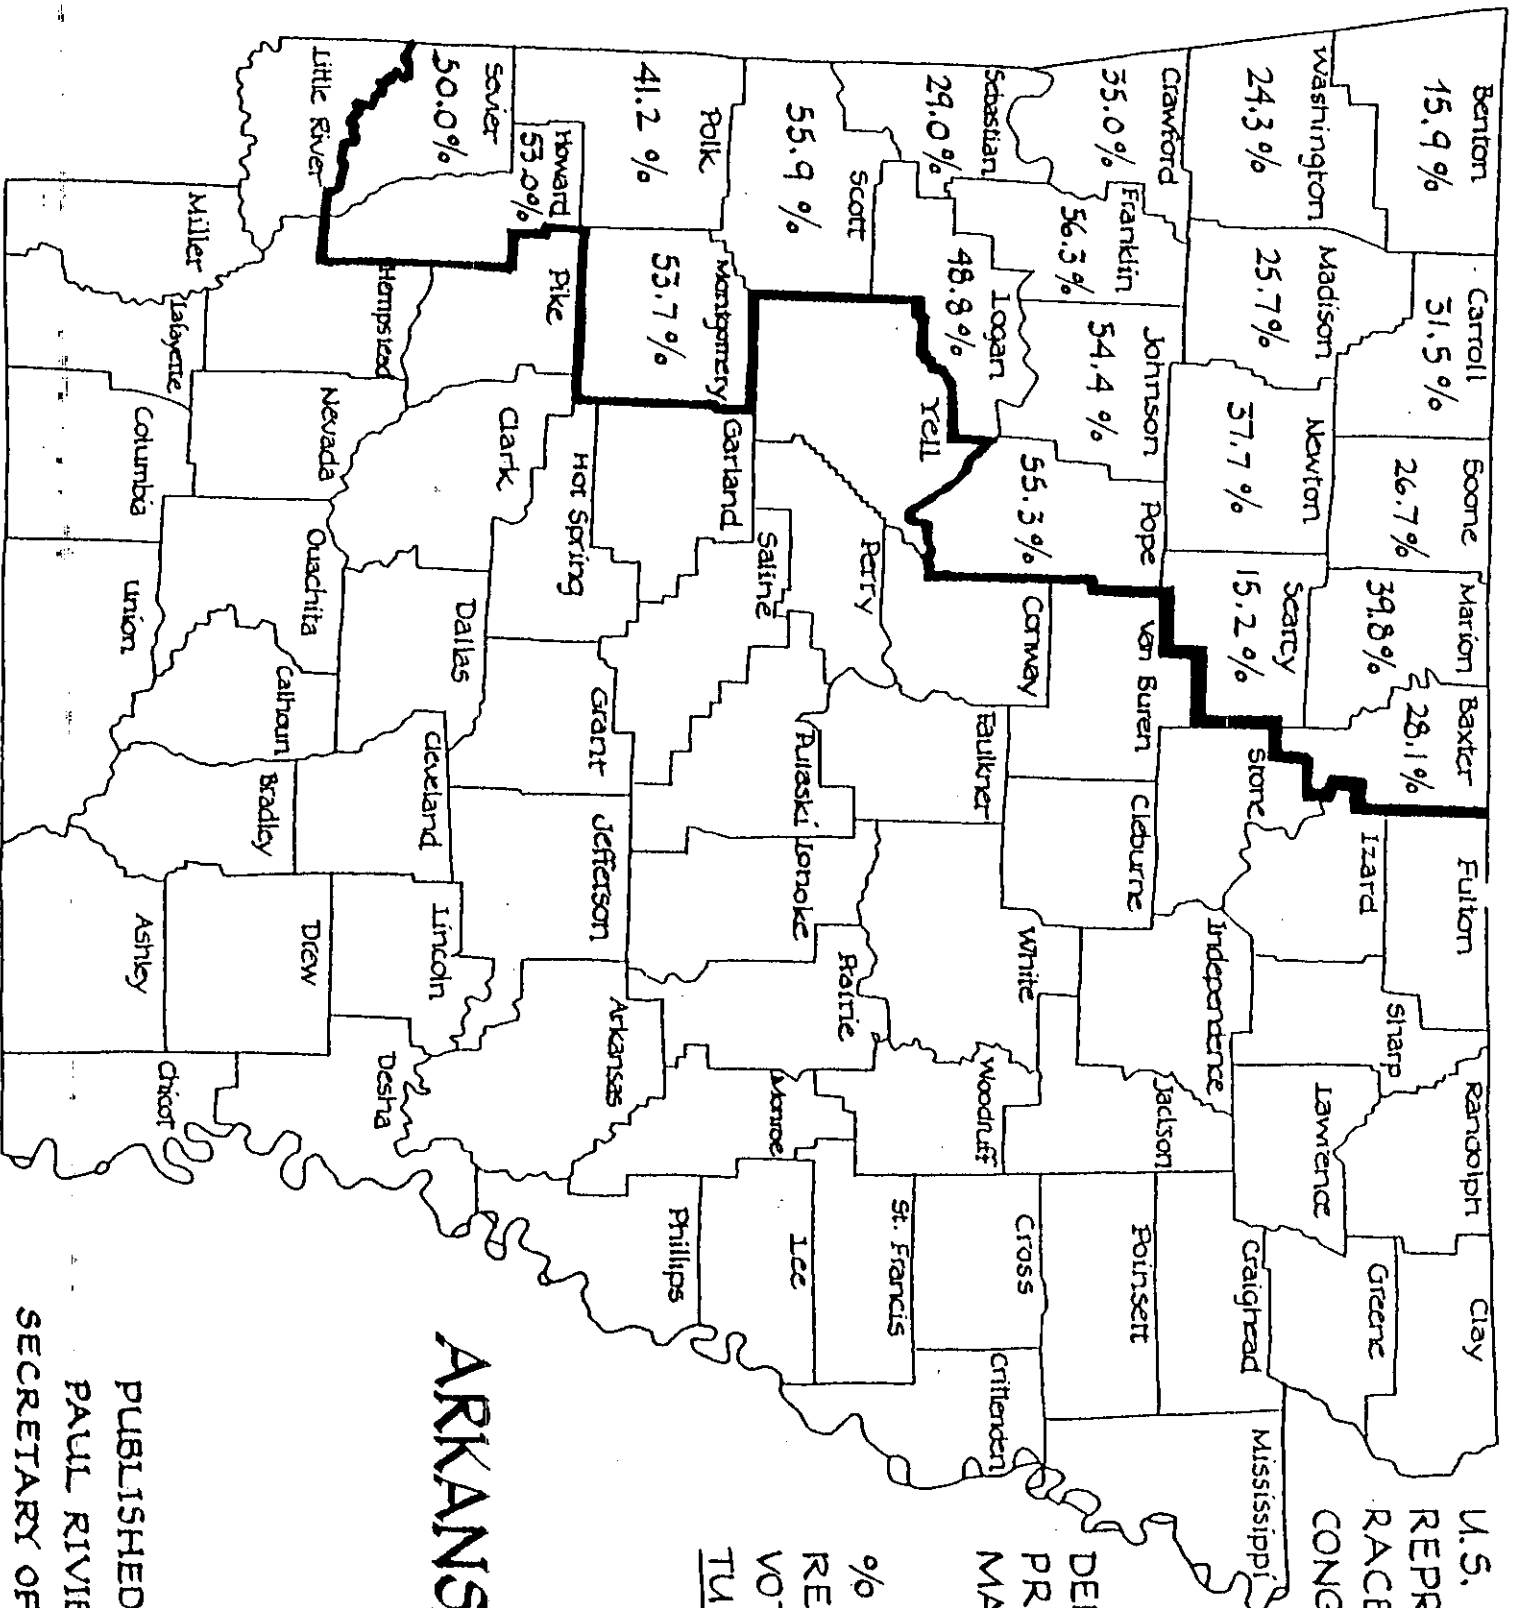 Benton
15.9%
Carroll
31.5%
Boone
26.7%
Marion
39.8%
Baxter
28.1%
Fulton
Sharp
Randolph
Clay
Washington
24.3%
Madison
25.7%
Newton
37.7%
Searcy
15.2%
Stone
Izard
Independence
Lawrence
Greene
Craighead
Mississippi
Crawford
35.0%
Franklin
56.3%
Johnson
54.4%
Pope
55.3%
Van Buren
Cleburne
Jackson
Poinsett
Sebastian
29.0%
Logan
48.8%
Conway
Faulkner
White
Woodruff
Cross
Crittenden
Scott
55.9%
Yell
Perry
Pulaski
Lonoke
Prairie
Monroe
St. Francis
Lee
Polk
41.2%
Montgomery
53.7%
Garland
Saline
Hot Spring
Grant
Jefferson
Arkansas
Phillips
Howard
53.0%
Sevier
50.0%
Pike
Clark
Dallas
Cleveland
Lincoln
Desha
Little River
Hempstead
Nevada
Ouachita
Calhoun
Bradley
Drew
Miller
Lafayette
Columbia
Union
Ashley
Chicot
U.S.
REPR
RACE
CONG
DE
PR
MA
%
RE
VOT
TU
ARKANS
PUBLISHED
PAUL RIVIE
SECRETARY OF